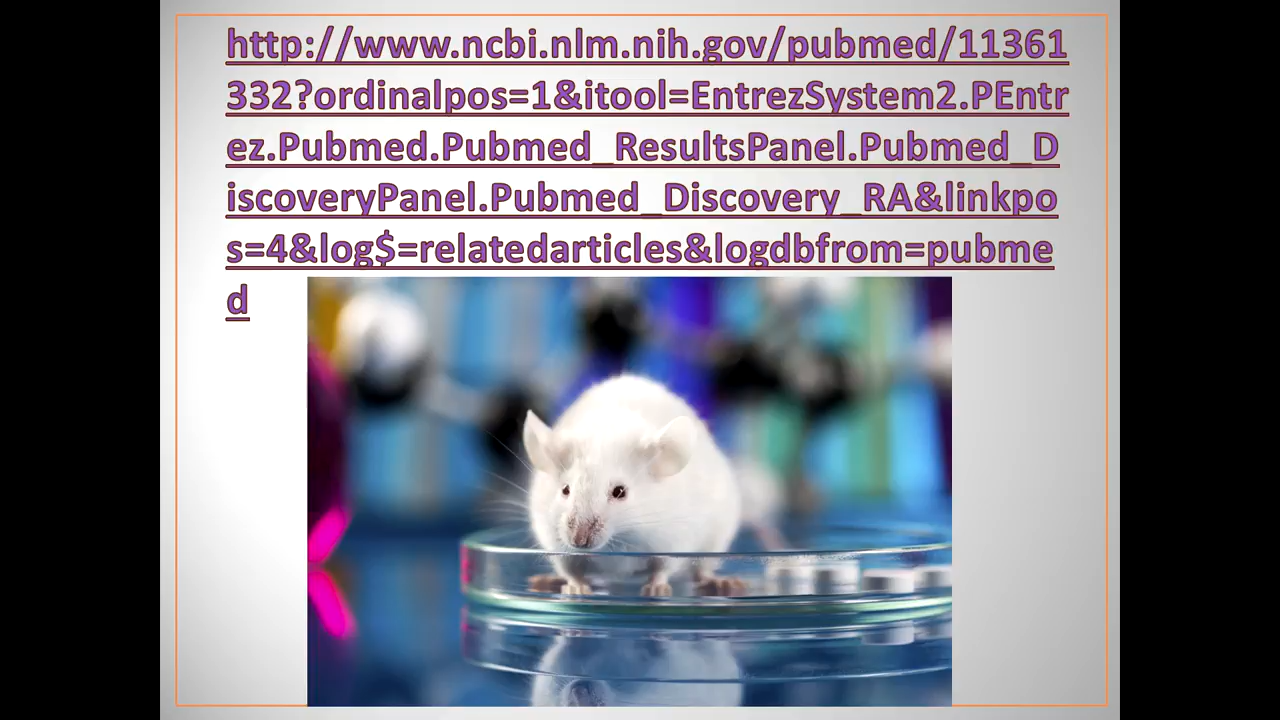 http://www.ncbi.nlm.nih.gov/pubmed/11361
332?ordinalpos=1&itool=EntrezSystem2.PEntr
ez.Pubmed.Pubmed_ResultsPanel.Pubmed_D
iscoveryPanel.Pubmed_Discovery_RA&linkpo
s=4&log$=relatedarticles&logdbfrom=pubme
d